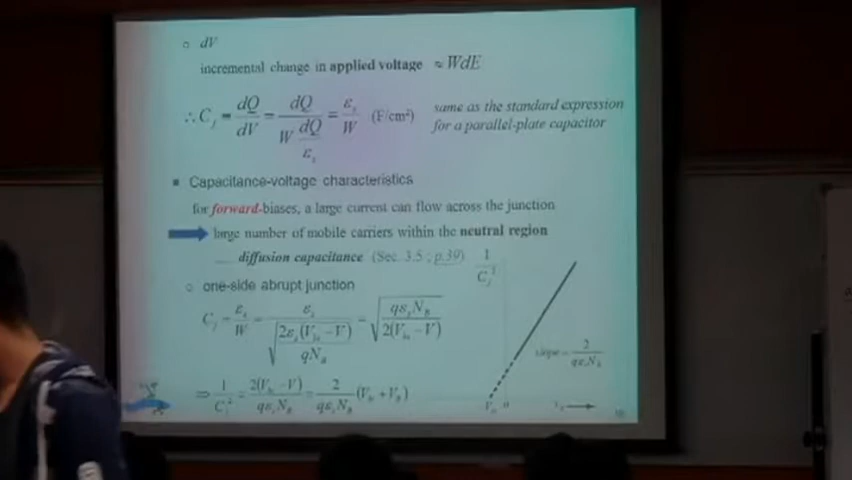 ○ dV
incremental change in applied voltage ≈ WdE
∴ C_j = dQ/dV = dQ/(W dQ/ε_s) = ε_s/W (F/cm²) same as the standard expression
for a parallel-plate capacitor
■ Capacitance-voltage characteristics
for forward-biases, a large current can flow across the junction
large number of mobile carriers within the neutral region
diffusion capacitance (Sec. 3.5 ; p.39)
1/C_j²
○ one-side abrupt junction
C_j = ε_s/W = ε_s/√(2ε_s(V_bi − V)/qN_B) = √(qε_sN_B/2(V_bi − V))
slope = 2/qε_sN_B
⇒ 1/C_j² = 2(V_bi − V)/qε_sN_B = 2/qε_sN_B (V_bi + V_R)
0